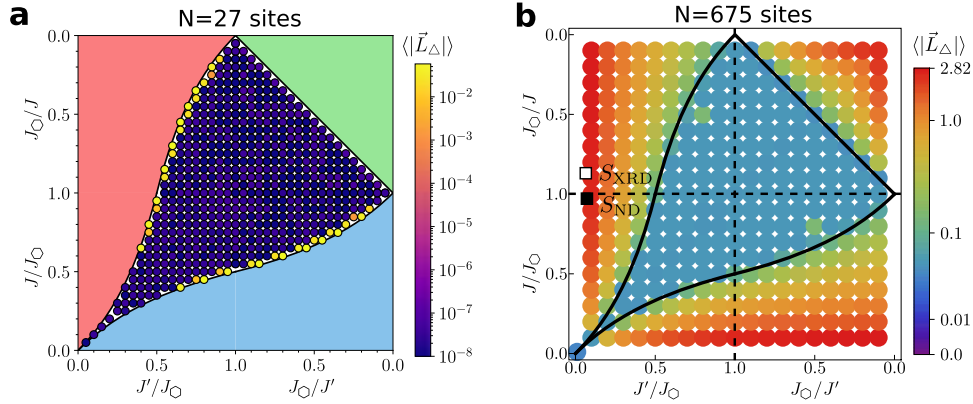 a
N=27 sites
⟨|L⃗△|⟩
0.0
0.5
1.0
0.5
0.0
J⬡/J
J/J⬡
0.0
0.5
1.0
0.5
0.0
J′/J⬡
J⬡/J′
10⁻²
10⁻³
10⁻⁴
10⁻⁵
10⁻⁶
10⁻⁷
10⁻⁸
b
N=675 sites
⟨|L⃗△|⟩
0.0
0.5
1.0
0.5
0.0
J⬡/J
J/J⬡
S_XRD
S_ND
0.0
0.5
1.0
0.5
0.0
J′/J⬡
J⬡/J′
2.82
1.0
0.1
0.01
0.0